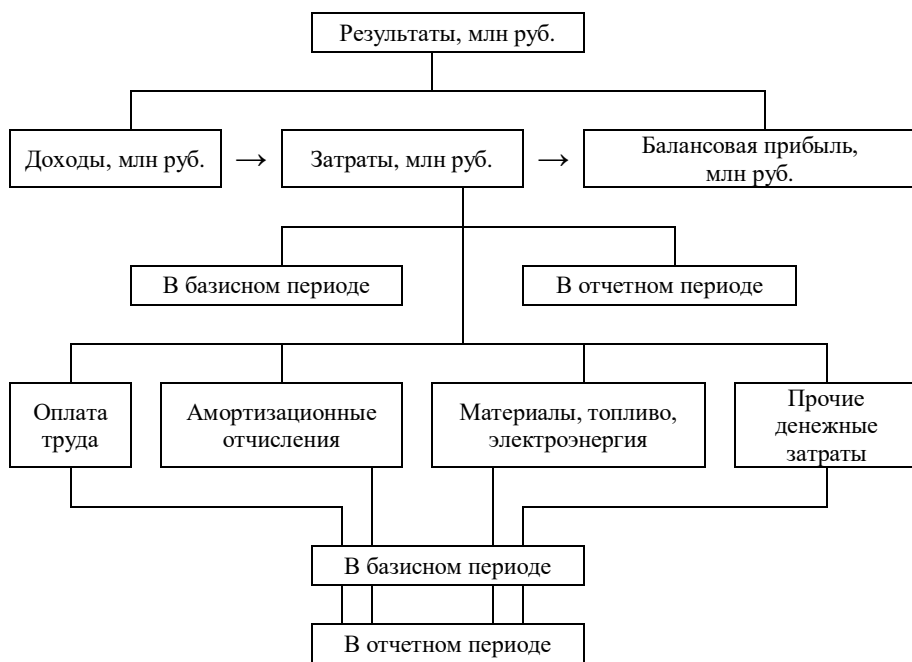 Результаты, млн руб.
Доходы, млн руб. → Затраты, млн руб. → Балансовая прибыль,
млн руб.
В базисном периоде
В отчетном периоде
Оплата
труда
Амортизационные
отчисления
Материалы, топливо,
электроэнергия
Прочие
денежные
затраты
В базисном периоде
В отчетном периоде